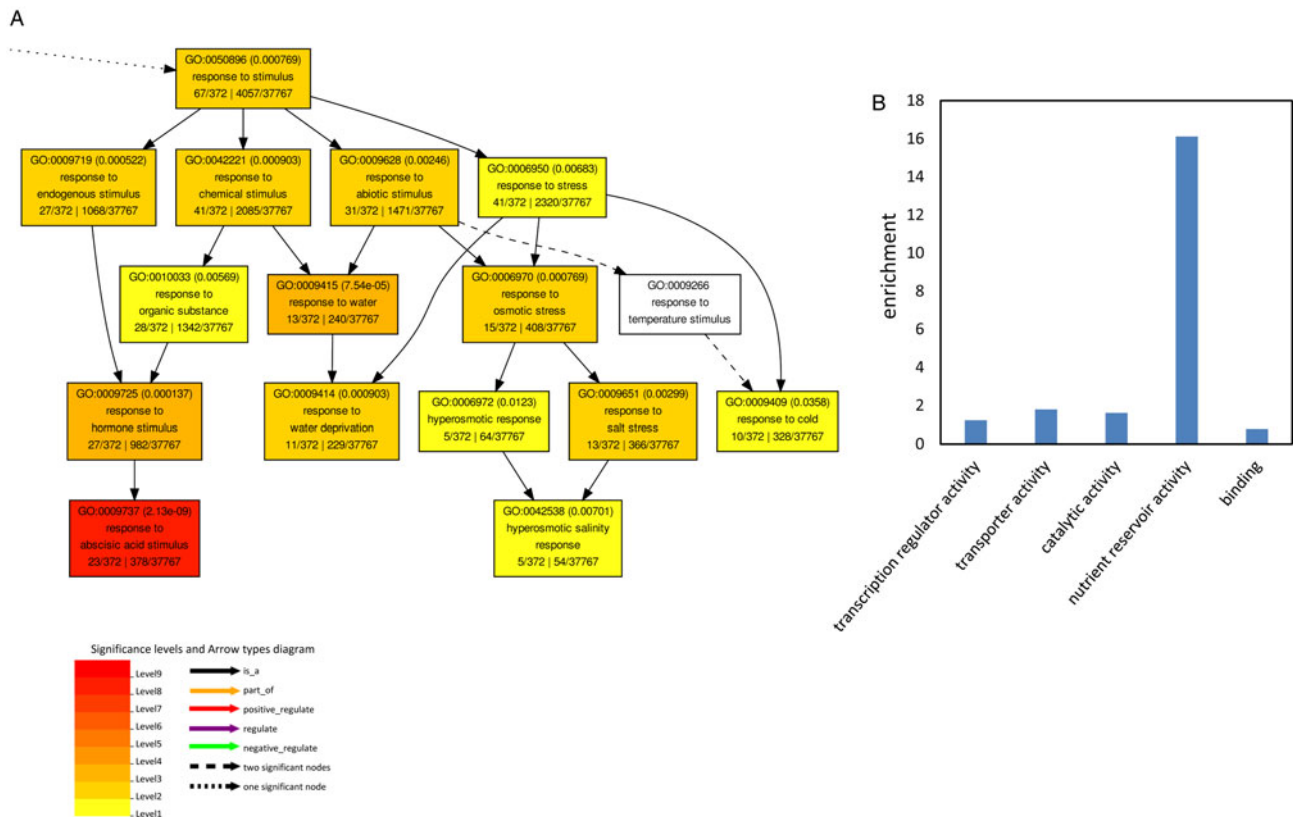 A
GO:0050896 (0.000769)
response to stimulus
67/372 | 4057/37767
GO:0009719 (0.000522)
response to
endogenous stimulus
27/372 | 1068/37767
GO:0042221 (0.000903)
response to
chemical stimulus
41/372 | 2085/37767
GO:0009628 (0.00246)
response to
abiotic stimulus
31/372 | 1471/37767
GO:0006950 (0.00683)
response to stress
41/372 | 2320/37767
GO:0010033 (0.00569)
response to
organic substance
28/372 | 1342/37767
GO:0009415 (7.54e-05)
response to water
13/372 | 240/37767
GO:0006970 (0.000769)
response to
osmotic stress
15/372 | 408/37767
GO:0009266
response to
temperature stimulus
GO:0009725 (0.000137)
response to
hormone stimulus
27/372 | 982/37767
GO:0009414 (0.000903)
response to
water deprivation
11/372 | 229/37767
GO:0006972 (0.0123)
hyperosmotic response
5/372 | 64/37767
GO:0009651 (0.00299)
response to
salt stress
13/372 | 366/37767
GO:0009409 (0.0358)
response to cold
10/372 | 328/37767
GO:0009737 (2.13e-09)
response to
abscisic acid stimulus
23/372 | 378/37767
GO:0042538 (0.00701)
hyperosmotic salinity
response
5/372 | 54/37767
Significance levels and Arrow types diagram
Level9
Level8
Level7
Level6
Level5
Level4
Level3
Level2
Level1
is_a
part_of
positive_regulate
regulate
negative_regulate
two significant nodes
one significant node
B
enrichment
18
16
14
12
10
8
6
4
2
0
transcription regulator activity
transporter activity
catalytic activity
nutrient reservoir activity
binding